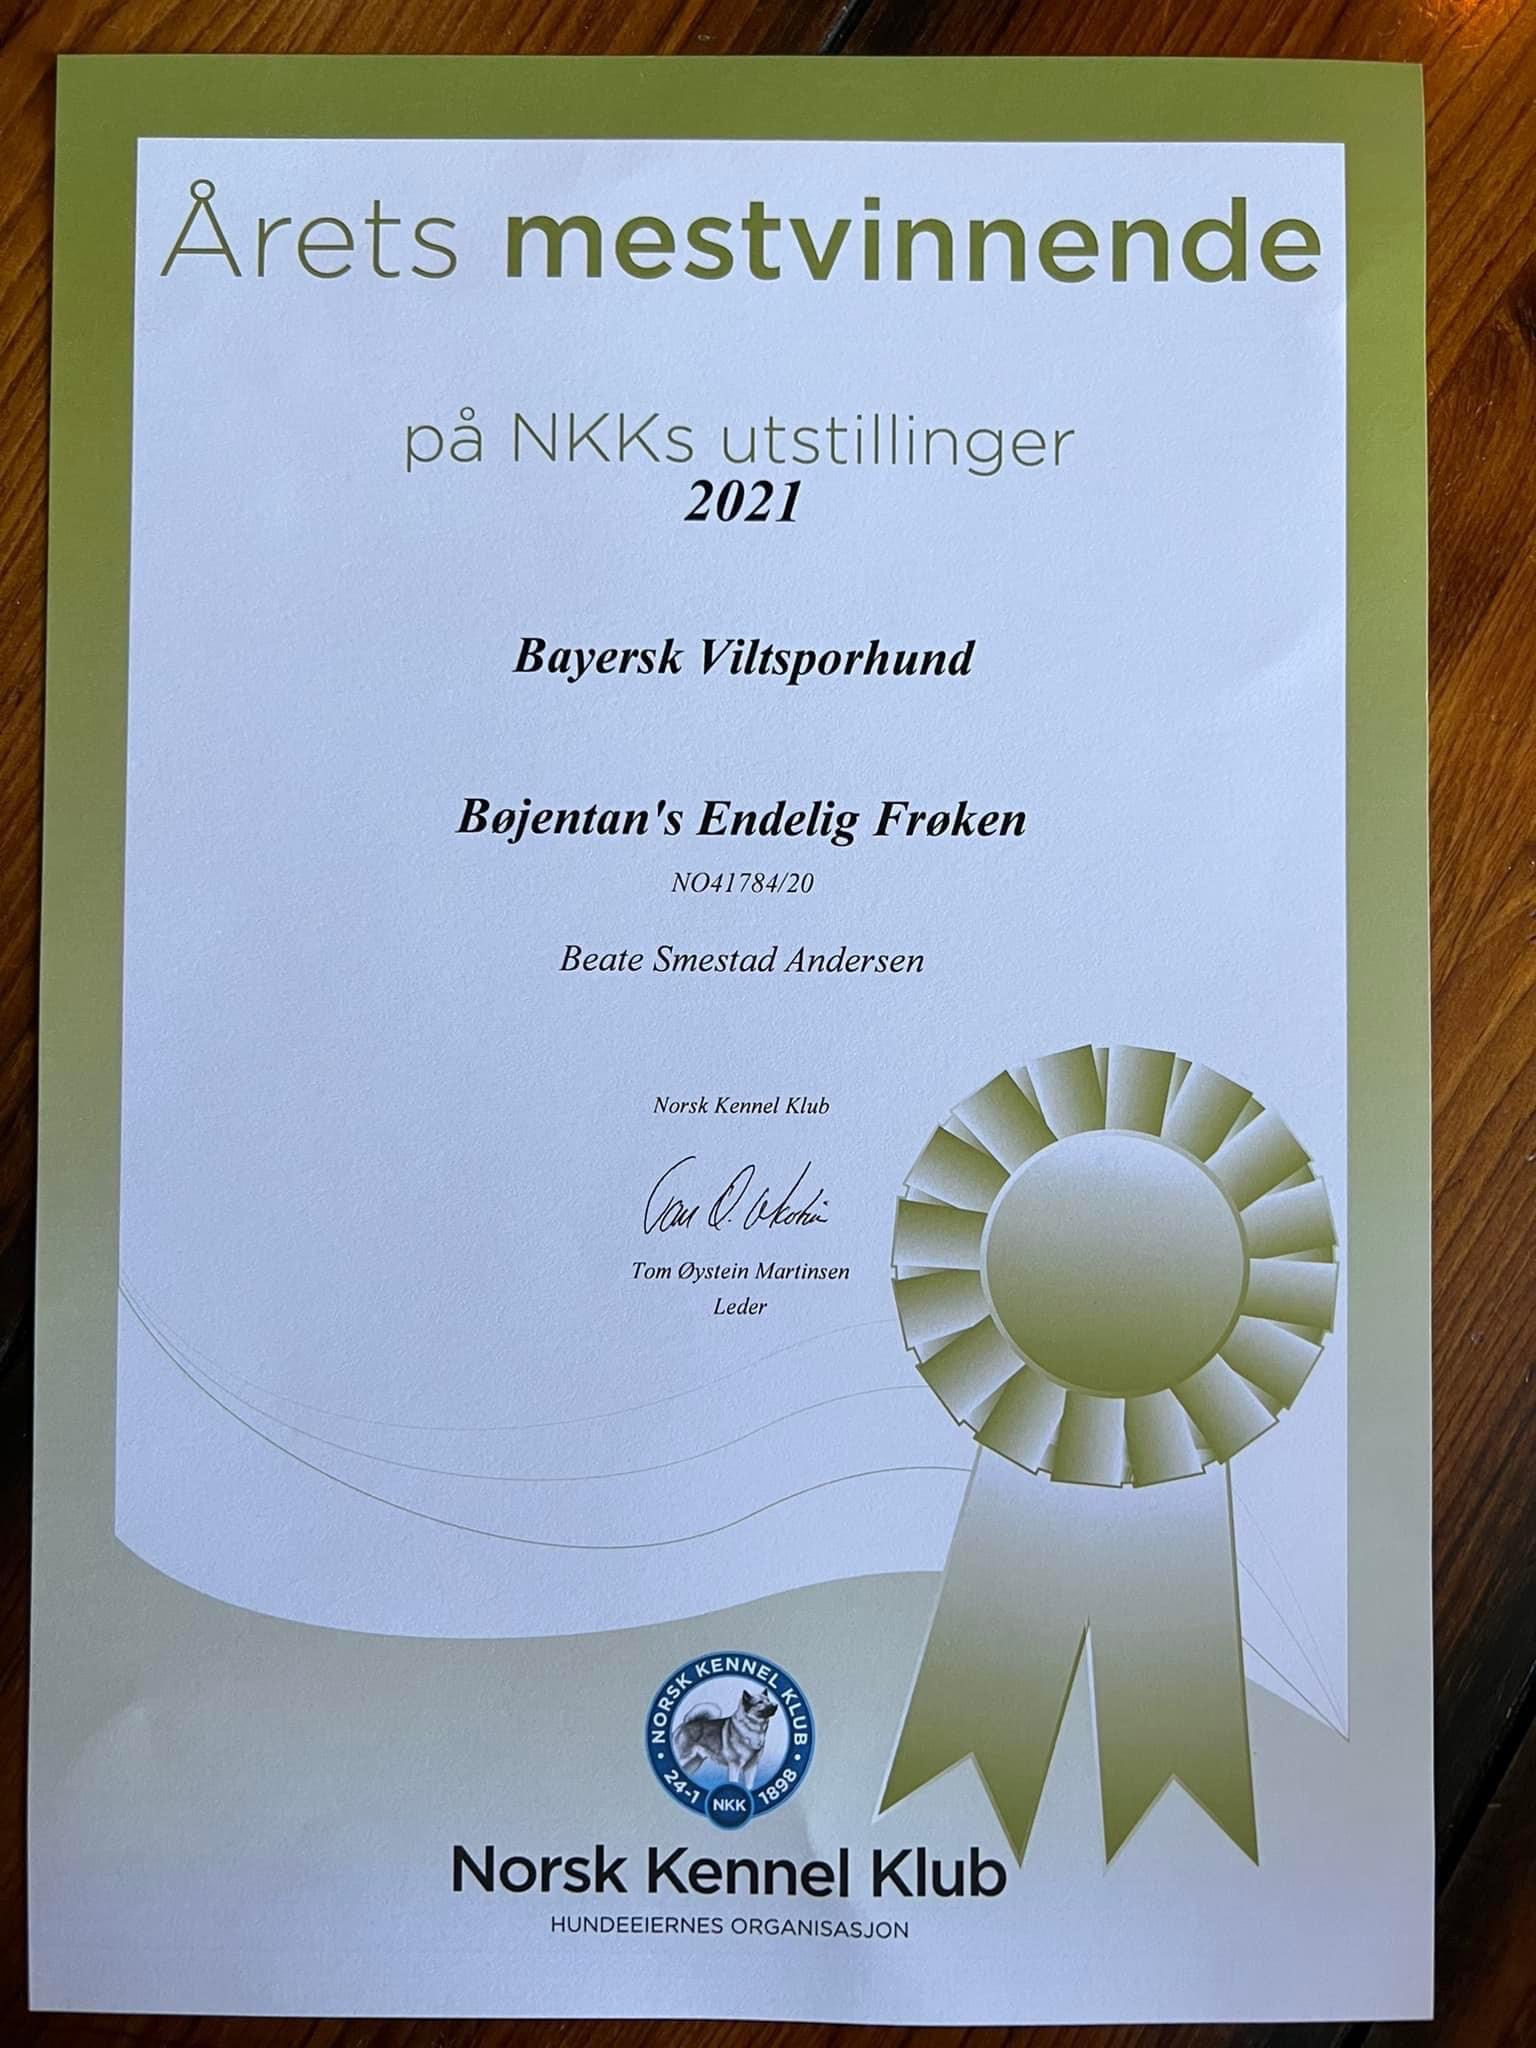 Årets mestvinnende
på NKKs utstillinger
2021
Bayersk Viltsporhund
Bøjentan's Endelig Frøken
NO41784/20
Beate Smestad Andersen
Norsk Kennel Klub
Tom Øystein Martinsen
Leder
NORSK KENNEL KLUB
24-1 NKK 1898
Norsk Kennel Klub
HUNDEEIERNES ORGANISASJON